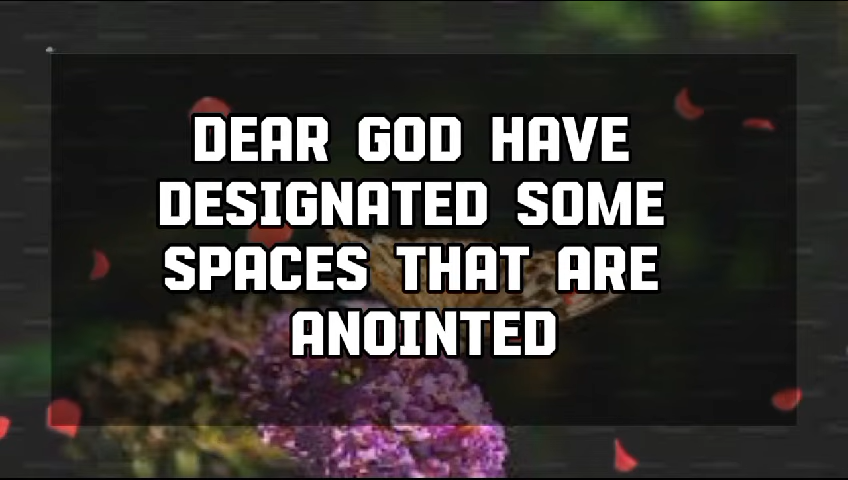 DEAR GOD HAVE
DESIGNATED SOME
SPACES THAT ARE
ANOINTED